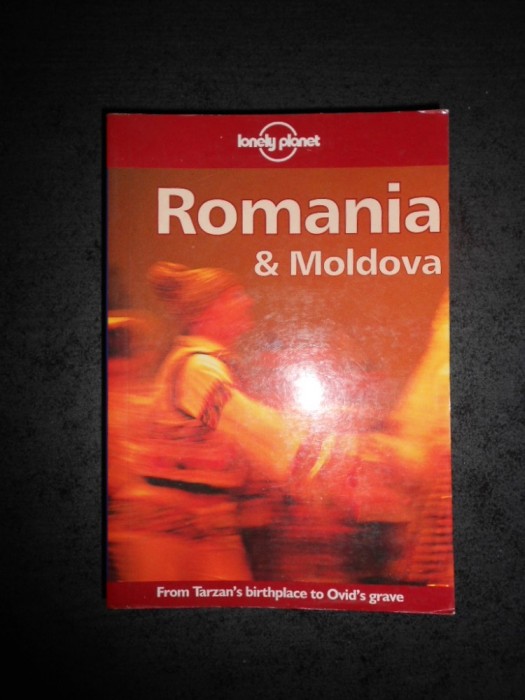 lonely planet
Romania
& Moldova
From Tarzan's birthplace to Ovid's grave